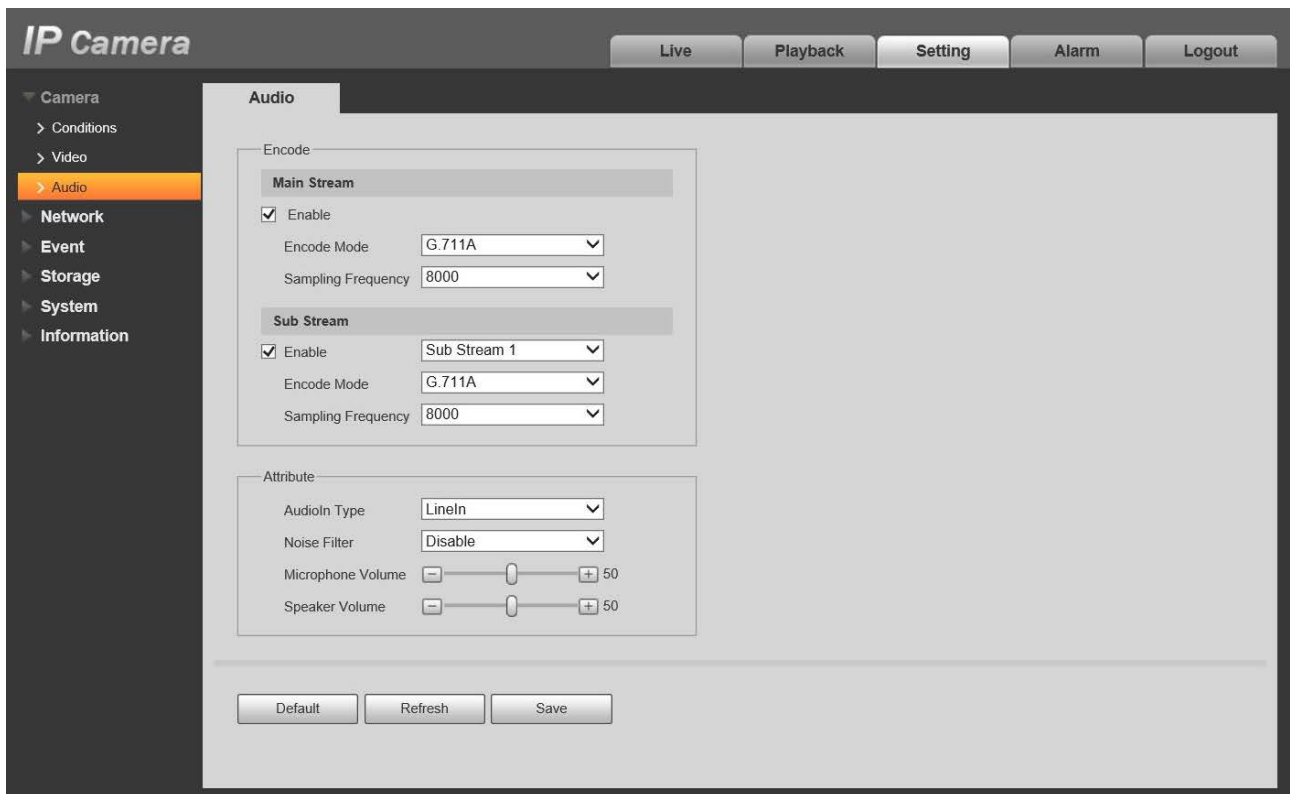 IP Camera
Live Playback Setting Alarm Logout
Camera
Conditions
Video
Audio
Network
Event
Storage
System
Information
Audio
Encode
Main Stream
Enable
Encode Mode G.711A
Sampling Frequency 8000
Sub Stream
Enable Sub Stream 1
Encode Mode G.711A
Sampling Frequency 8000
Attribute
AudioIn Type LineIn
Noise Filter Disable
Microphone Volume 50
Speaker Volume 50
Default Refresh Save